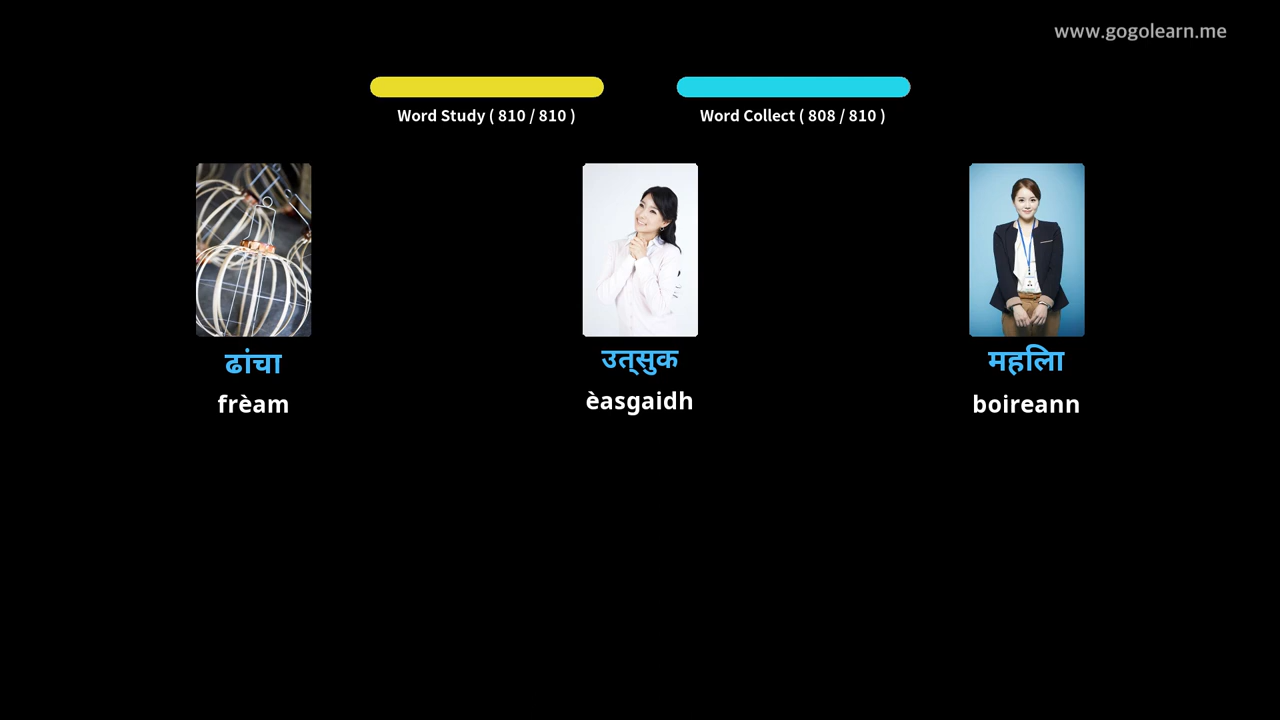 www.gogolearn.me
Word Study ( 810 / 810 )
Word Collect ( 808 / 810 )
ढांचा
उत्सुक
महिला
frèam
èasgaidh
boireann